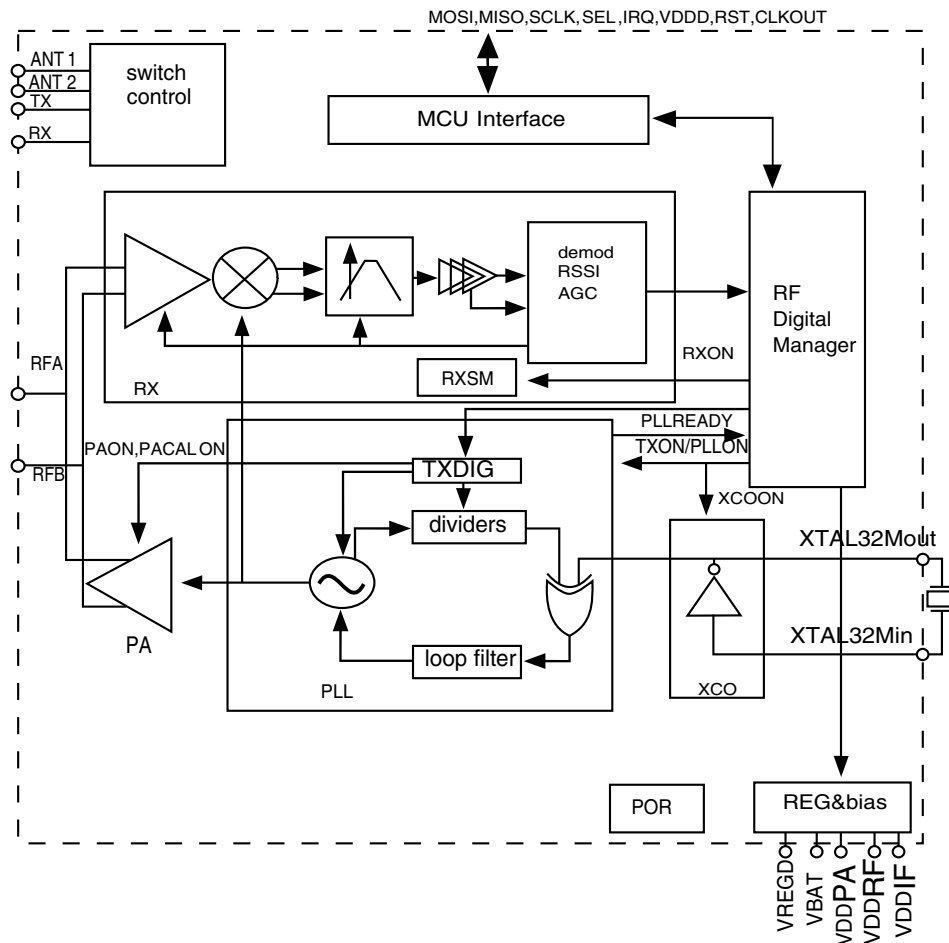 MOSI,MISO,SCLK,SEL,IRQ,VDDD,RST,CLKOUT
ANT 1
ANT 2
TX
RX
switch
control
MCU Interface
demod
RSSI
AGC
RF
Digital
Manager
RXON
RXSM
RX
RFA
RFB
PLLREADY
TXON/PLLON
PAON,PACALON
TXDIG
XCOON
dividers
XTAL32Mout
XTAL32Min
PA
loop filter
PLL
XCO
POR
REG&bias
VREGD
VBAT
VDDPA
VDDRF
VDDIF